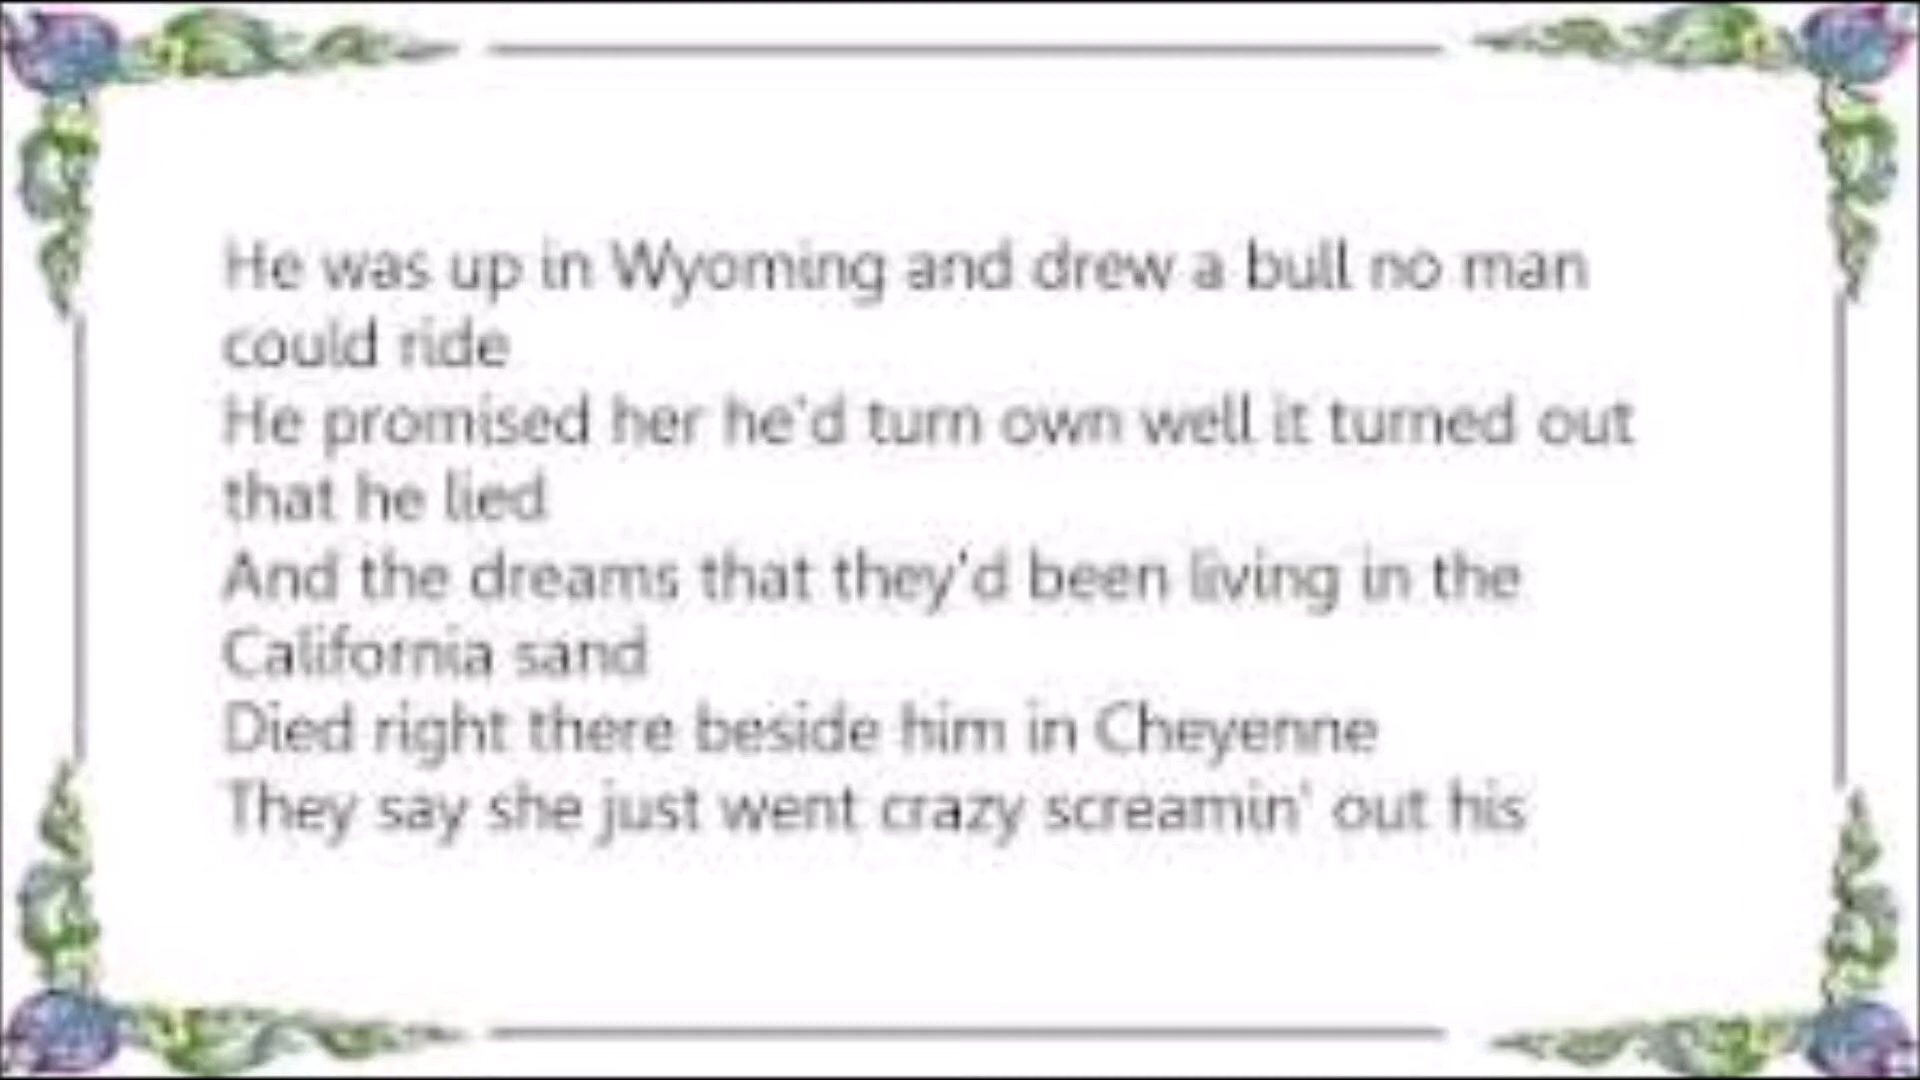 He was up in Wyoming and drew a bull no man
could ride
He promised her he'd turn own well it turned out
that he lied
And the dreams that they'd been living in the
California sand
Died right there beside him in Cheyenne
They say she just went crazy screamin' out his